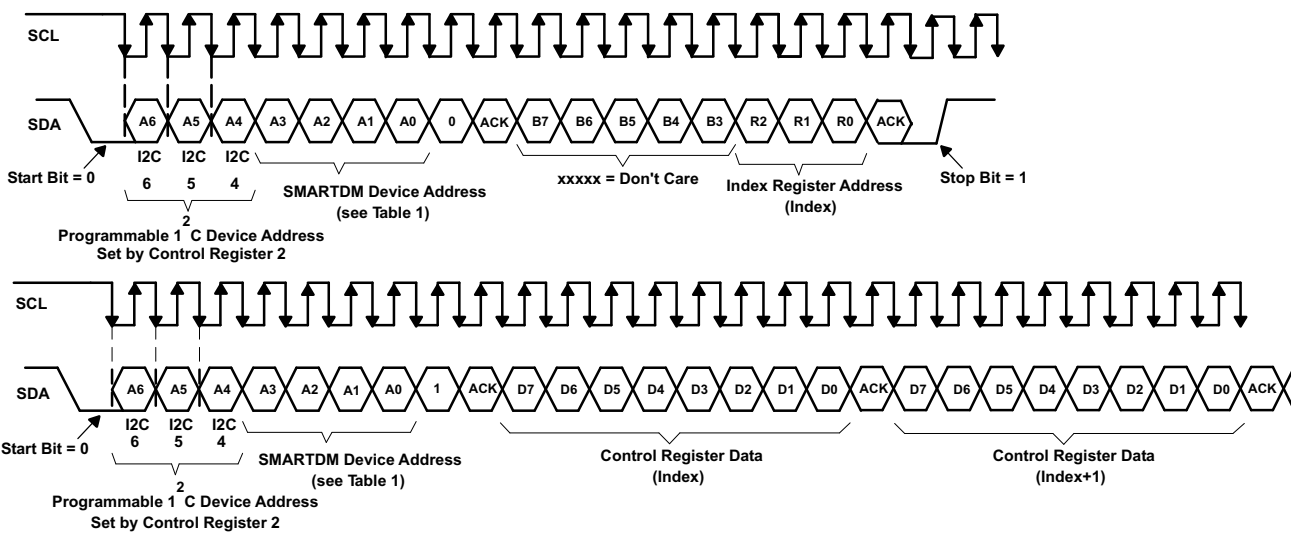 SCL
SDA A6 A5 A4 A3 A2 A1 A0 0 ACK B7 B6 B5 B4 B3 R2 R1 R0 ACK
I2C I2C I2C
Start Bit = 0
6 5 4
SMARTDM Device Address
(see Table 1)
xxxxx = Don't Care
Index Register Address
(Index)
Stop Bit = 1
2
Programmable 1 C Device Address
Set by Control Register 2
SCL
SDA A6 A5 A4 A3 A2 A1 A0 1 ACK D7 D6 D5 D4 D3 D2 D1 D0 ACK D7 D6 D5 D4 D3 D2 D1 D0 ACK
I2C I2C I2C
Start Bit = 0
6 5 4
SMARTDM Device Address
(see Table 1)
Control Register Data
(Index)
Control Register Data
(Index+1)
2
Programmable 1 C Device Address
Set by Control Register 2